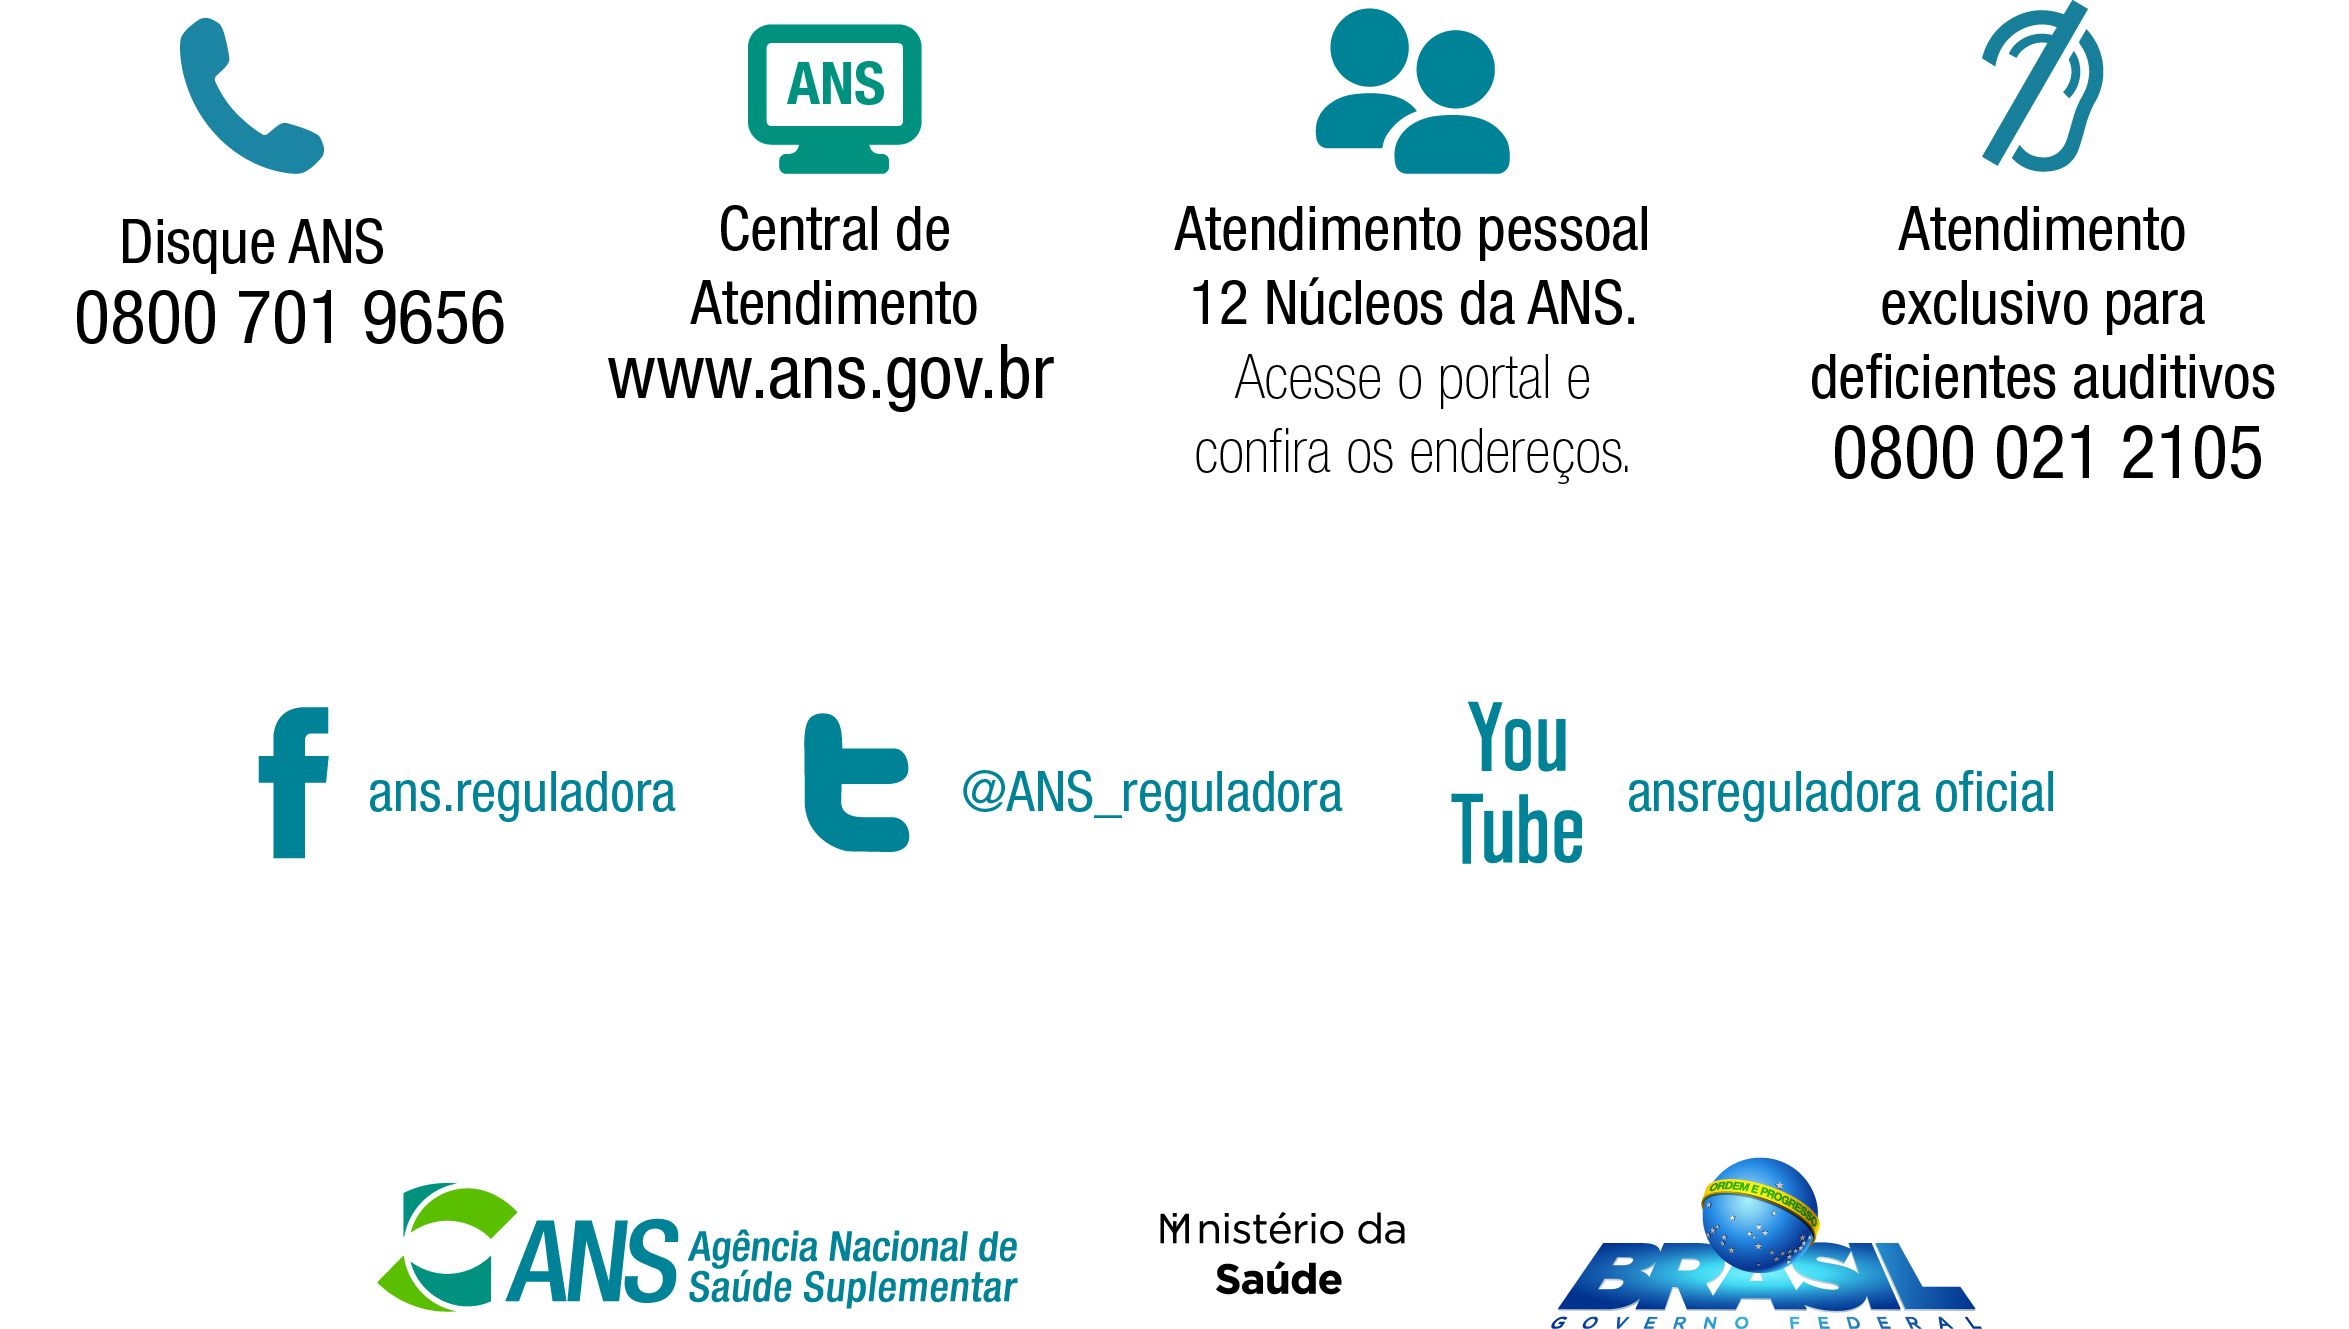 ANS
Disque ANS
0800 701 9656
Central de
Atendimento
www.ans.gov.br
Atendimento pessoal
12 Núcleos da ANS.
Acesse o portal e
confira os endereços.
Atendimento
exclusivo para
deficientes auditivos
0800 021 2105
f
ans.reguladora
t
@ANS_reguladora
You
Tube
ansreguladora oficial
ANS
Agência Nacional de
Saúde Suplementar
Ministério da
Saúde
ORDEM E PROGRESSO
BRASIL
GOVERNO FEDERAL